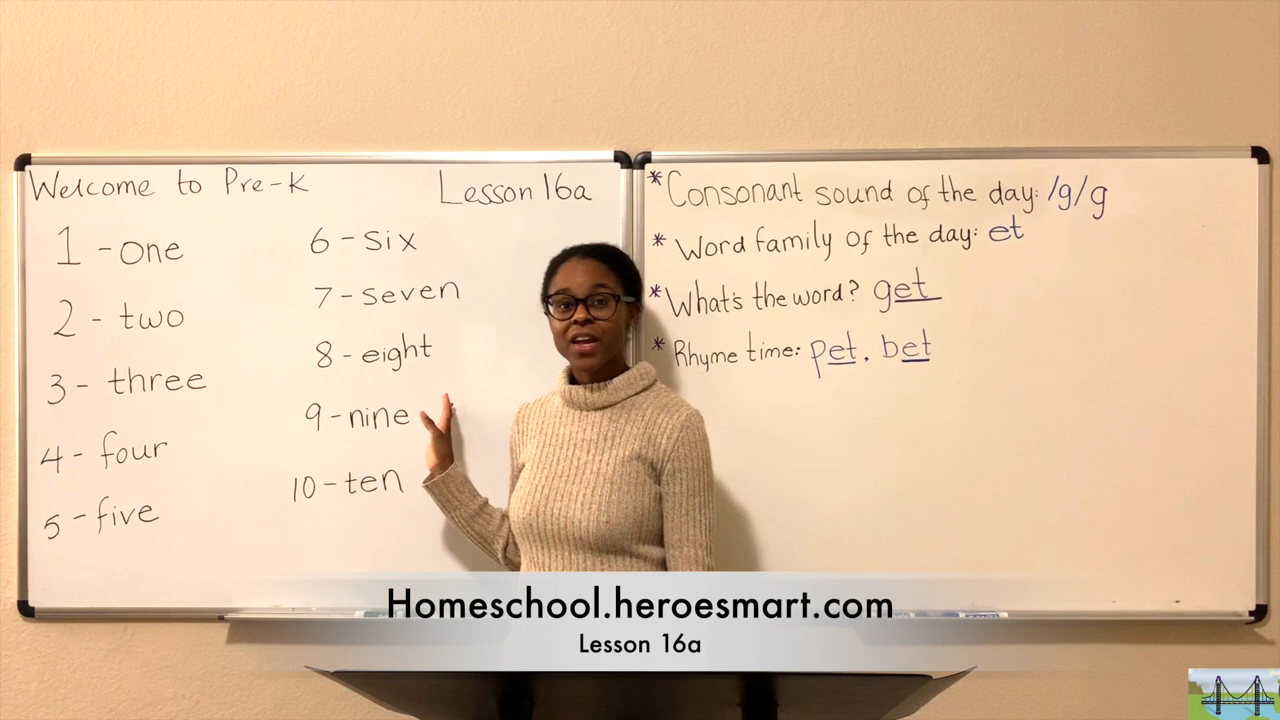 Welcome to Pre-K
Lesson 16a
1 - one
2 - two
3 - three
4 - four
5 - five
6 - six
7 - seven
8 - eight
9 - nine
10 - ten
* Consonant sound of the day: /g/g
* Word family of the day: et
* What's the word? get
* Rhyme time: pet, bet
Homeschool.heroesmart.com
Lesson 16a